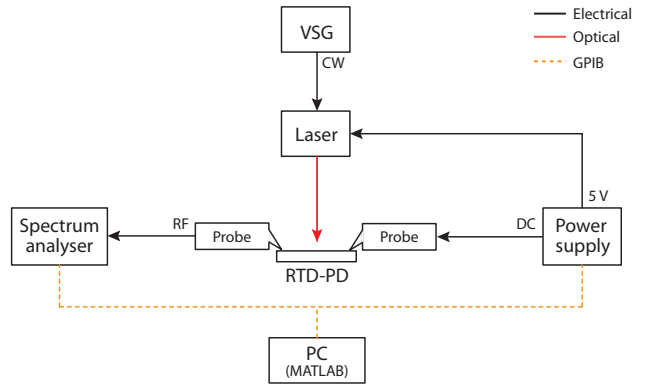 VSG
CW
Laser
Electrical
Optical
GPIB
5 V
Spectrum
analyser
RF
Probe
Probe
DC
Power
supply
RTD-PD
PC
(MATLAB)